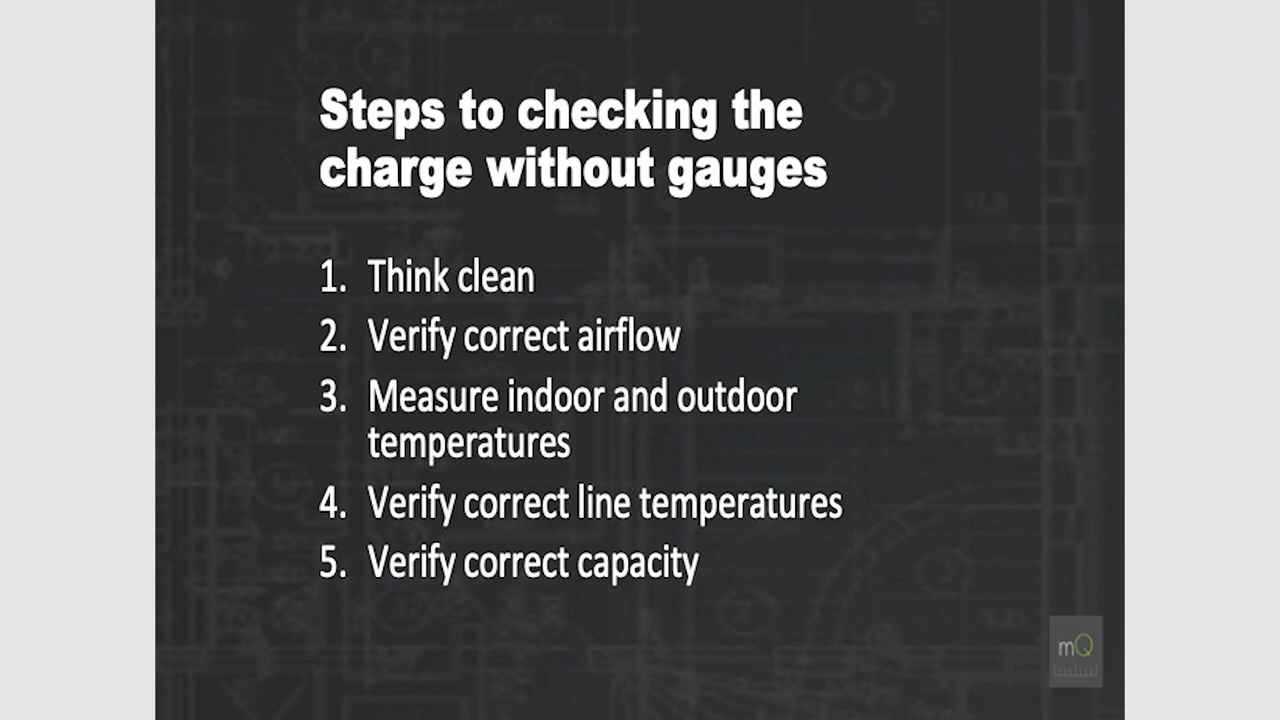 Steps to checking the
charge without gauges
1. Think clean
2. Verify correct airflow
3. Measure indoor and outdoor
temperatures
4. Verify correct line temperatures
5. Verify correct capacity
mQ